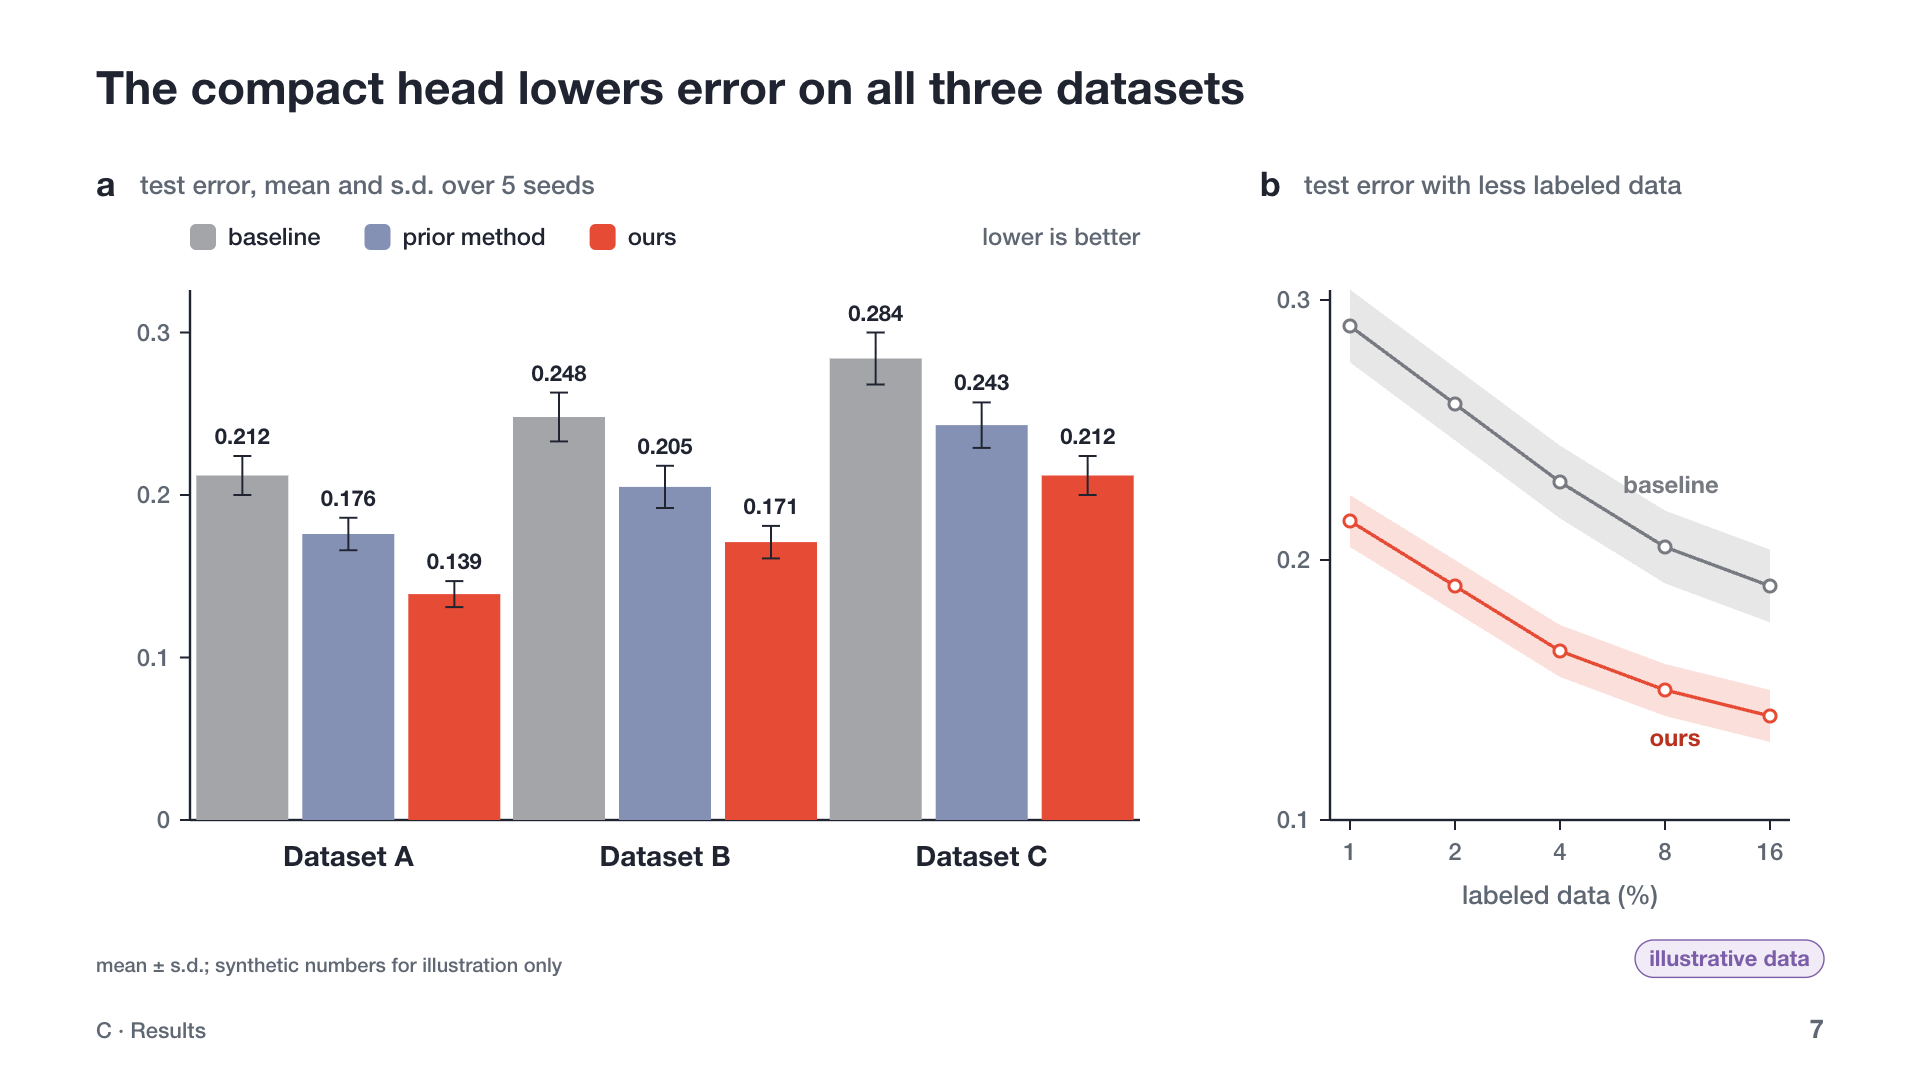 The compact head lowers error on all three datasets
a test error, mean and s.d. over 5 seeds
baseline prior method ours lower is better
0.3
0.2
0.1
0
0.212
0.176
0.139
0.248
0.205
0.171
0.284
0.243
0.212
Dataset A Dataset B Dataset C
b test error with less labeled data
0.3
0.2
0.1
baseline
ours
1 2 4 8 16
labeled data (%)
mean ± s.d.; synthetic numbers for illustration only
illustrative data
C · Results
7